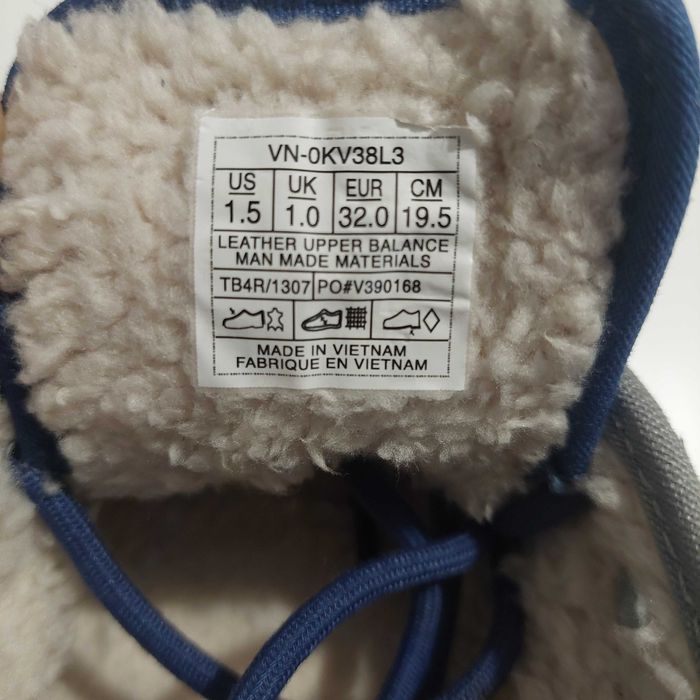 VN-0KV38L3
US UK EUR CM
1.5 1.0 32.0 19.5
LEATHER UPPER BALANCE
MAN MADE MATERIALS
TB4R/1307 PO#V390168
MADE IN VIETNAM
FABRIQUE EN VIETNAM